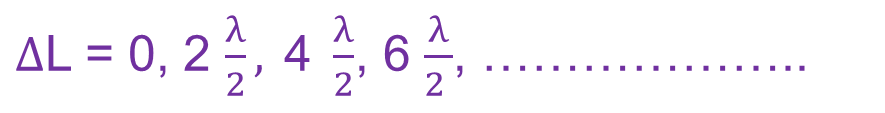 ΔL = 0, 2 λ/2, 4 λ/2, 6 λ/2, …………………..